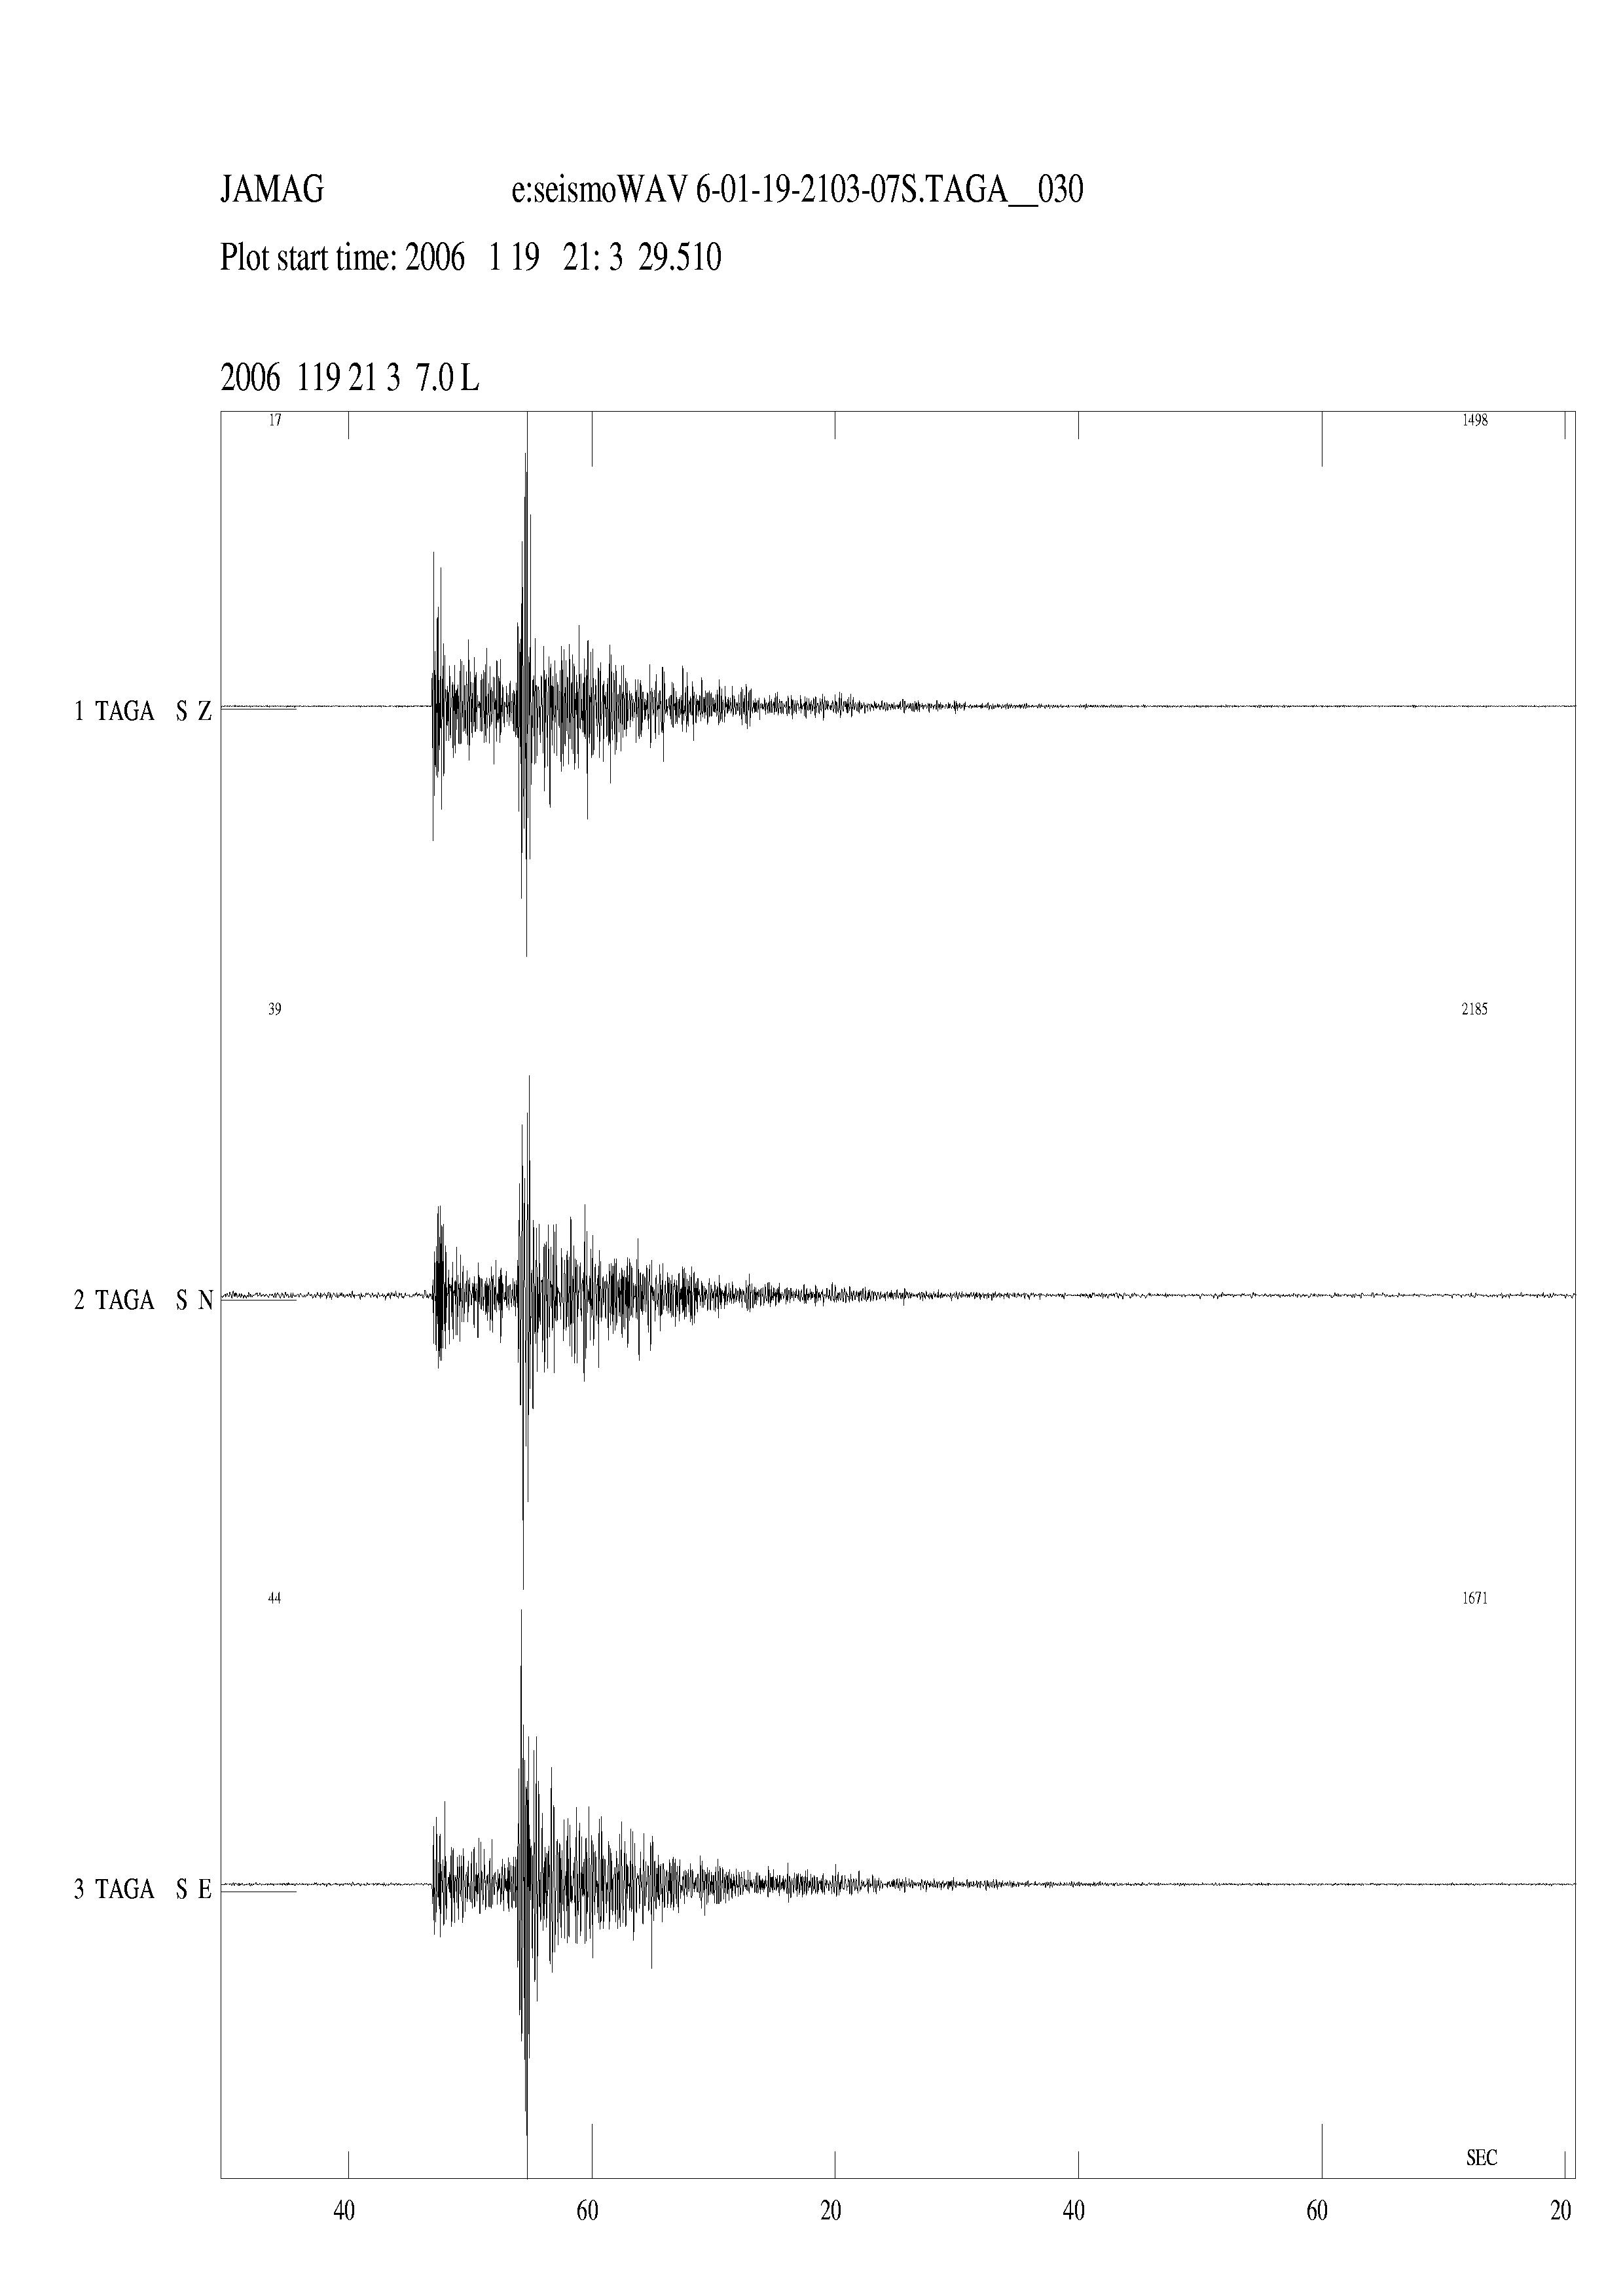 JAMAG e:seismoWAV 6-01-19-2103-07S.TAGA__030
Plot start time: 2006 1 19 21: 3 29.510
2006 119 21 3 7.0 L
17 1498
1 TAGA S Z
39 2185
2 TAGA S N
44 1671
3 TAGA S E
SEC
40 60 20 40 60 20